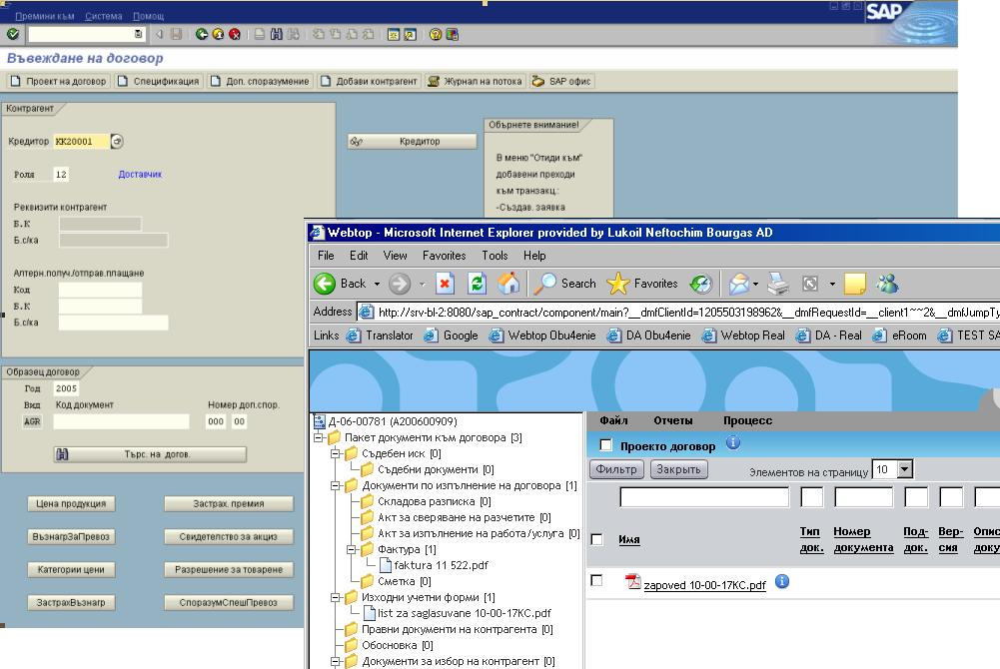 Премини към Система Помощ
SAP
Въвеждане на договор
Проект на договор Спецификация Доп. споразумение Добави контрагент Журнал на потока SAP офис
Контрагент
Кредитор KK20001
Роля 12 Доставчик
Реквизити контрагент
Б.К
Б.с/ка
Алтерн.получ./отправ.плащане
Код
Б.К
Б.с/ка
Кредитор
Обърнете внимание!
В меню "Отиди към"
добавени преходи
към транзакц.:
-Създав. заявка
Образец договор
Год 2005
Вид Код документ Номер доп.спор.
AGR 000 00
Търс. на догов.
Цена продукция Застрах. премия
ВъзнагрЗаПревоз Свидетелство за акциз
Категории цени Разрешение за товарене
ЗастрахВъзнагр СпоразумСпешПревоз
Webtop - Microsoft Internet Explorer provided by Lukoil Neftochim Bourgas AD
File Edit View Favorites Tools Help
Back Search Favorites
Address http://srv-bl-2:8080/sap_contract/component/main?__dmfClientId=1205503198962&__dmfRequestId=__client1~~2&__dmfJumpTy
Links Translator Google Webtop Obu4enie DA Obu4enie Webtop Real DA - Real eRoom TEST SA
Д-06-00781 (A200600909)
Пакет документи към договора [3]
Съдебен иск [0]
Съдебни документи [0]
Документи по изпълнение на договора [1]
Складова разписка [0]
Акт за сверяване на разчетите [0]
Акт за изпълнение на работа/услуга [0]
Фактура [1]
faktura 11 522.pdf
Сметка [0]
Изходни учетни форми [1]
list za saglasuvane 10-00-17KC.pdf
Правни документи на контрагента [0]
Обосновка [0]
Документи за избор на контрагент [0]
Файл Отчеты Процесс
Проекто договор
Фильтр Закрыть Элементов на страницу 10
Имя Тип док. Номер документа Под-док. Вер-сия Опис доку
zapoved 10-00-17KC.pdf